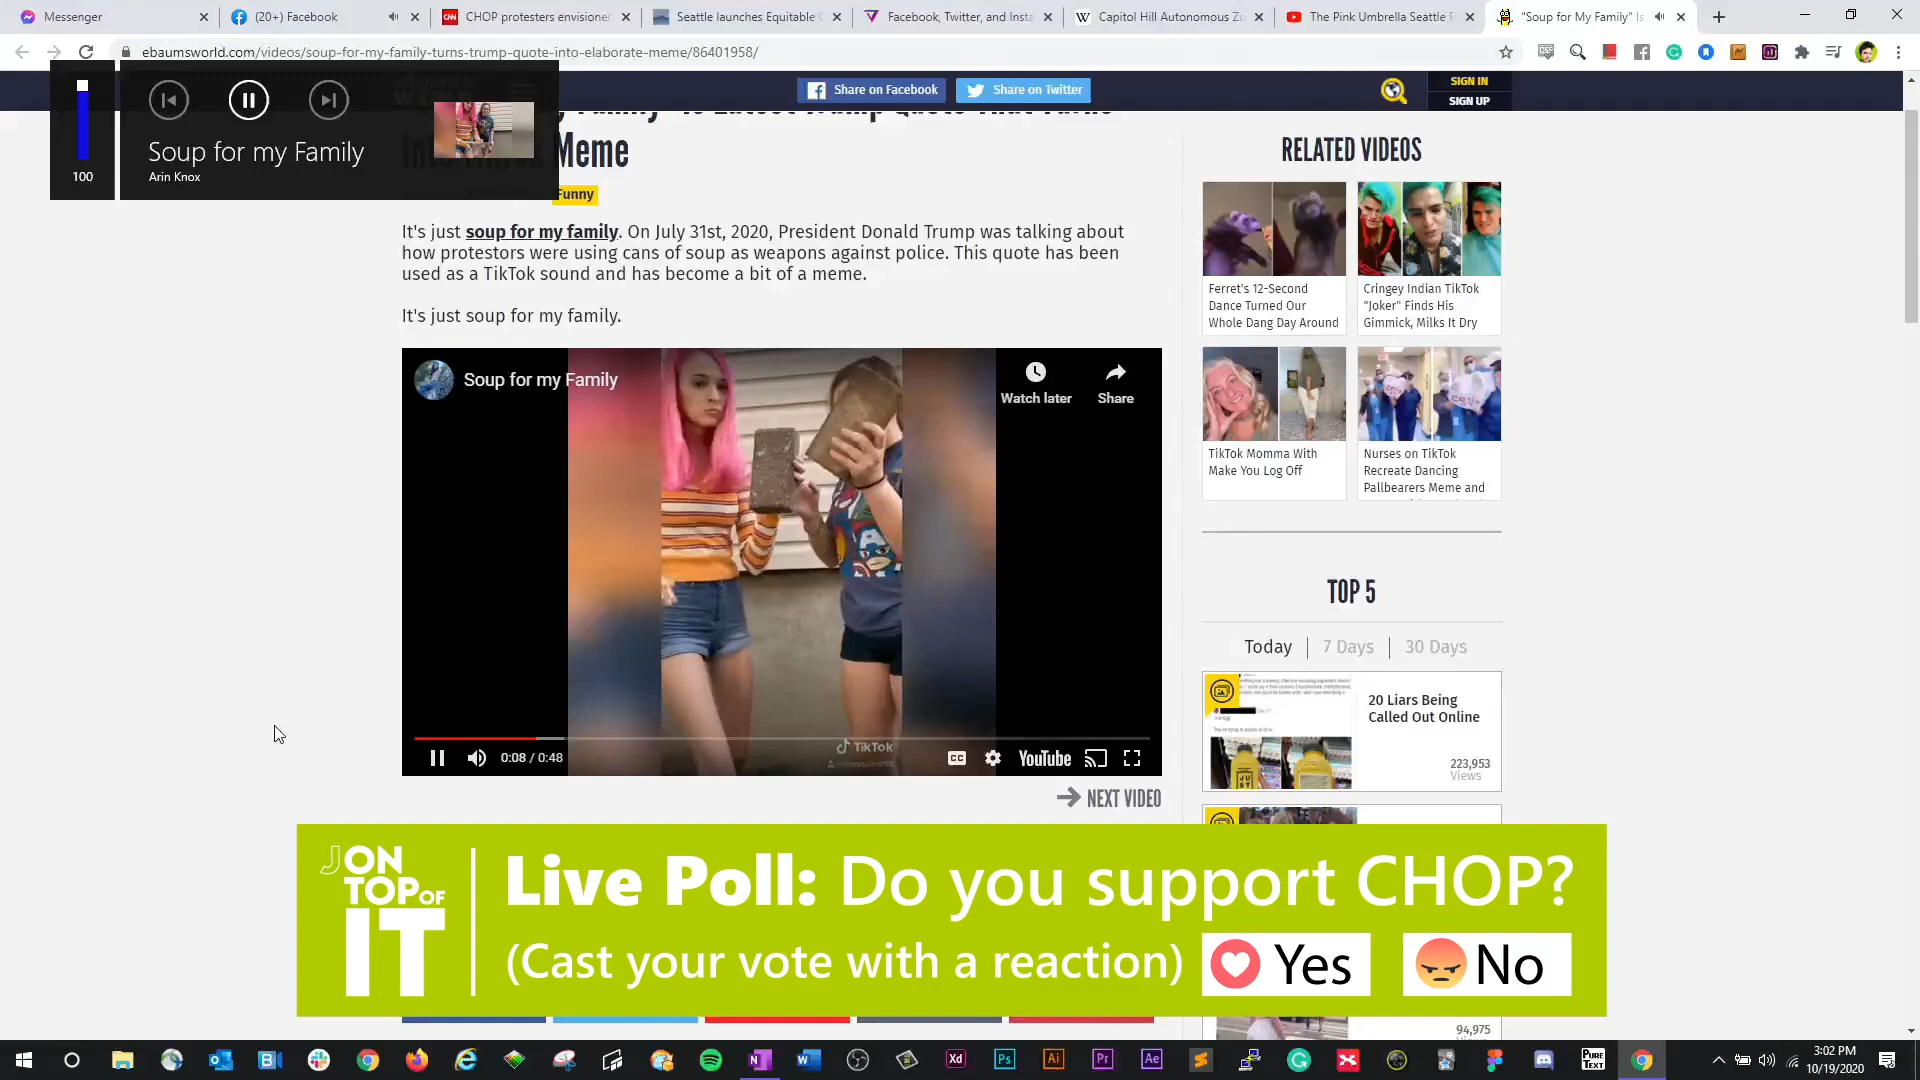 Messenger
(20+) Facebook
CHOP protesters envisione
Seattle launches Equitable
Facebook, Twitter, and Insta
Capitol Hill Autonomous Z
The Pink Umbrella Seattle
"Soup for My Family" Is
ebaumsworld.com/videos/soup-for-my-family-turns-trump-quote-into-elaborate-meme/86401958/
100
Soup for my Family
Arin Knox
Share on Facebook
Share on Twitter
SIGN IN
SIGN UP
Meme
Funny
It's just soup for my family. On July 31st, 2020, President Donald Trump was talking about
how protestors were using cans of soup as weapons against police. This quote has been
used as a TikTok sound and has become a bit of a meme.
It's just soup for my family.
Soup for my Family
Watch later
Share
TikTok
0:08 / 0:48
CC
YouTube
NEXT VIDEO
RELATED VIDEOS
Ferret's 12-Second
Dance Turned Our
Whole Dang Day Around
Cringey Indian TikTok
"Joker" Finds His
Gimmick, Milks It Dry
TikTok Momma With
Make You Log Off
Nurses on TikTok
Recreate Dancing
Pallbearers Meme and
TOP 5
Today
7 Days
30 Days
20 Liars Being
Called Out Online
223,953
Views
JON
TOP OF
IT
Live Poll: Do you support CHOP?
(Cast your vote with a reaction) Yes No
94,975
3:02 PM
10/19/2020